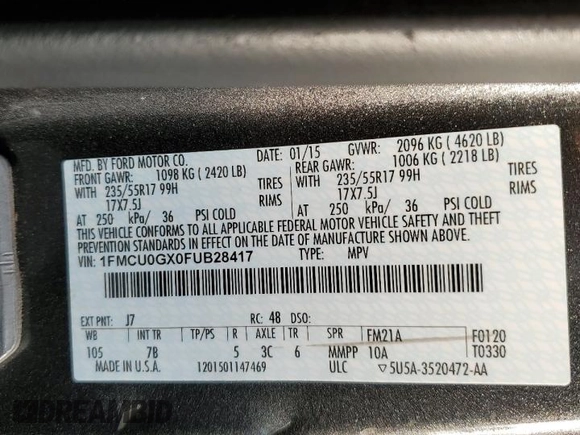 MFD. BY FORD MOTOR CO.
DATE: 01/15 GVWR: 2096 KG ( 4620 LB)
FRONT GAWR: 1098 KG ( 2420 LB) REAR GAWR: 1006 KG ( 2218 LB)
WITH 235/55R17 99H TIRES WITH 235/55R17 99H TIRES
17X7.5J RIMS 17X7.5J RIMS
AT 250 kPa/ 36 PSI COLD AT 250 kPa/ 36 PSI COLD
THIS VEHICLE CONFORMS TO ALL APPLICABLE FEDERAL MOTOR VEHICLE SAFETY AND THEFT
PREVENTION STANDARDS IN EFFECT ON THE DATE OF MANUFACTURE SHOWN ABOVE.
VIN: 1FMCU0GX0FUB28417 TYPE: MPV
EXT PNT: J7 RC: 48 DSO:
WB INT TR TP/PS R AXLE TR SPR FM21A F0120
105 7B 5 3C 6 MMPP 10A T0330
MADE IN U.S.A. 1201501147469 ULC ▽5U5A-3520472-AA
DREAMBID